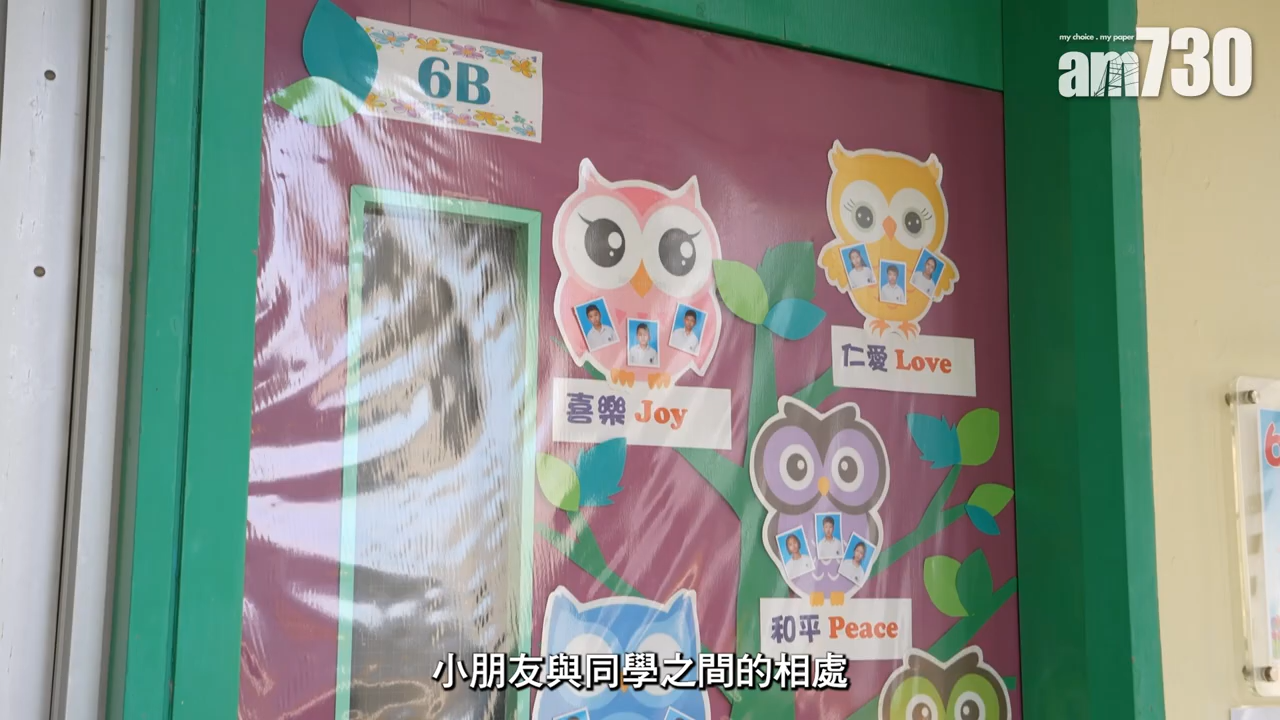 6B
my choice . my paper
am730
仁愛 Love
喜樂 Joy
和平 Peace
6
小朋友與同學之間的相處